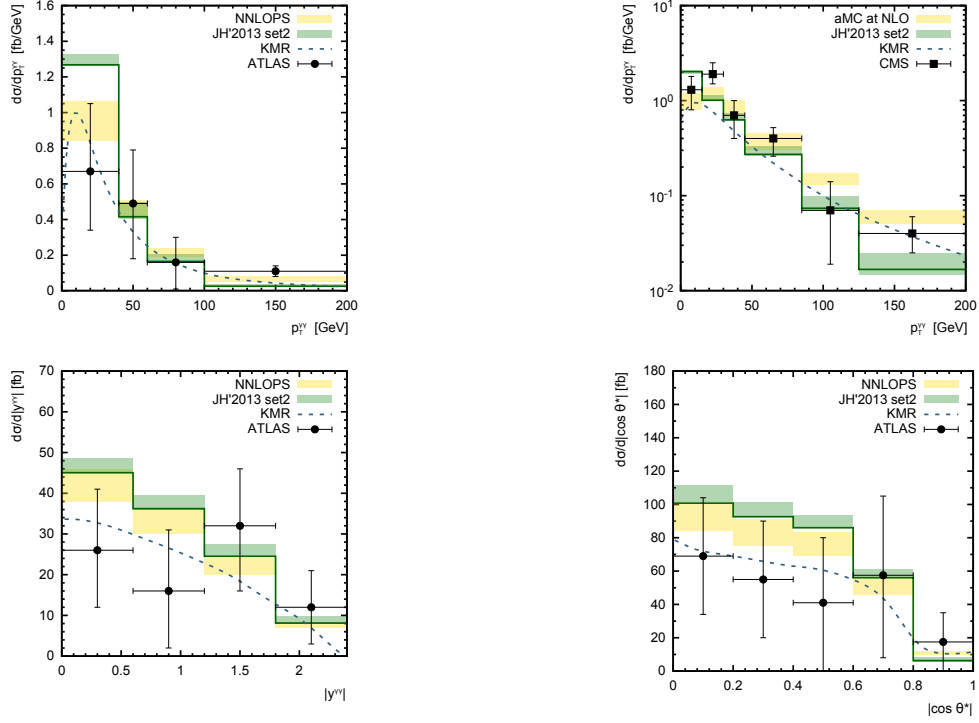 dσ/dp_T^γγ [fb/GeV]
1.6
1.4
1.2
1
0.8
0.6
0.4
0.2
0
NNLOPS
JH'2013 set2
KMR
ATLAS
0 50 100 150 200
p_T^γγ [GeV]
dσ/dp_T^γγ [fb/GeV]
10^1
10^0
10^-1
10^-2
aMC at NLO
JH'2013 set2
KMR
CMS
0 50 100 150 200
p_T^γγ [GeV]
dσ/d|y^γγ| [fb]
70
60
50
40
30
20
10
0
NNLOPS
JH'2013 set2
KMR
ATLAS
0 0.5 1 1.5 2
|y^γγ|
dσ/d|cos θ*| [fb]
180
160
140
120
100
80
60
40
20
0
NNLOPS
JH'2013 set2
KMR
ATLAS
0 0.2 0.4 0.6 0.8 1
|cos θ*|